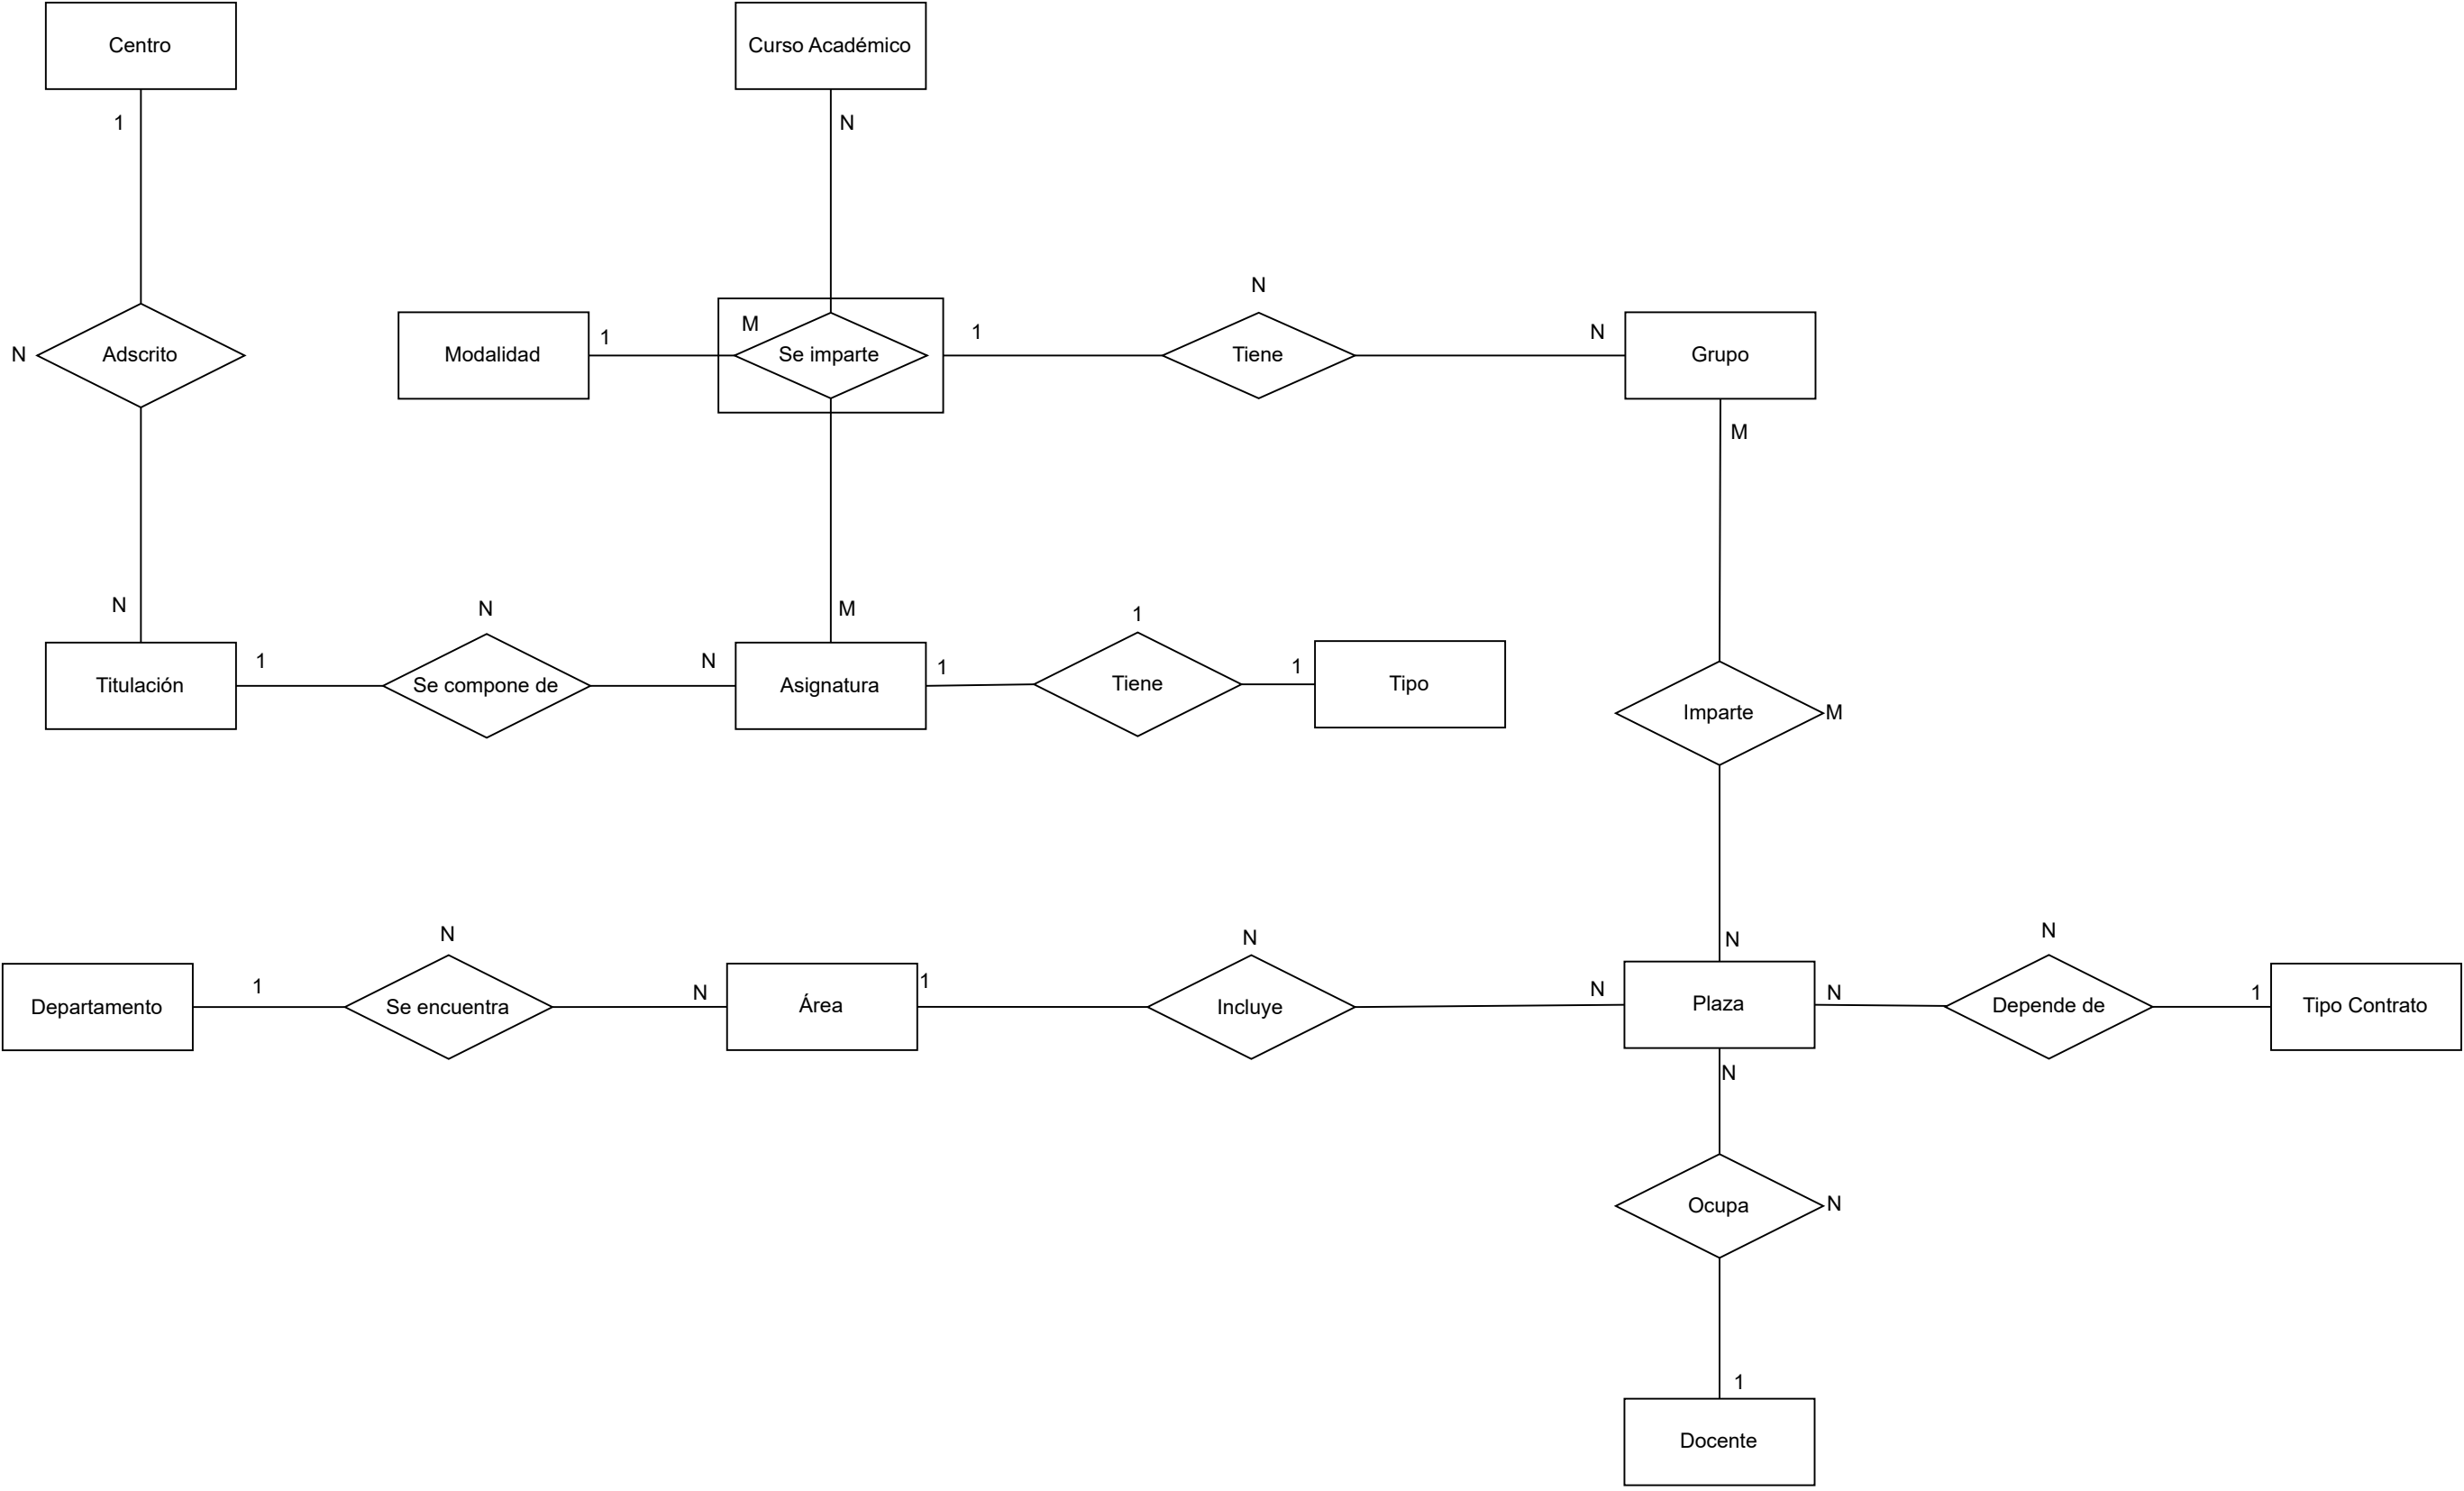 Centro
Curso Académico
1
N
N
Modalidad
1
M
Se imparte
1
Tiene
N
Grupo
N
Adscrito
M
N
M
N
1
1
N
1
N
1
Titulación
Se compone de
Asignatura
Tiene
Tipo
Imparte
M
N
N
N
N
1
N
1
N
N
1
Departamento
Se encuentra
Área
Incluye
Plaza
Depende de
Tipo Contrato
N
Ocupa
N
1
Docente